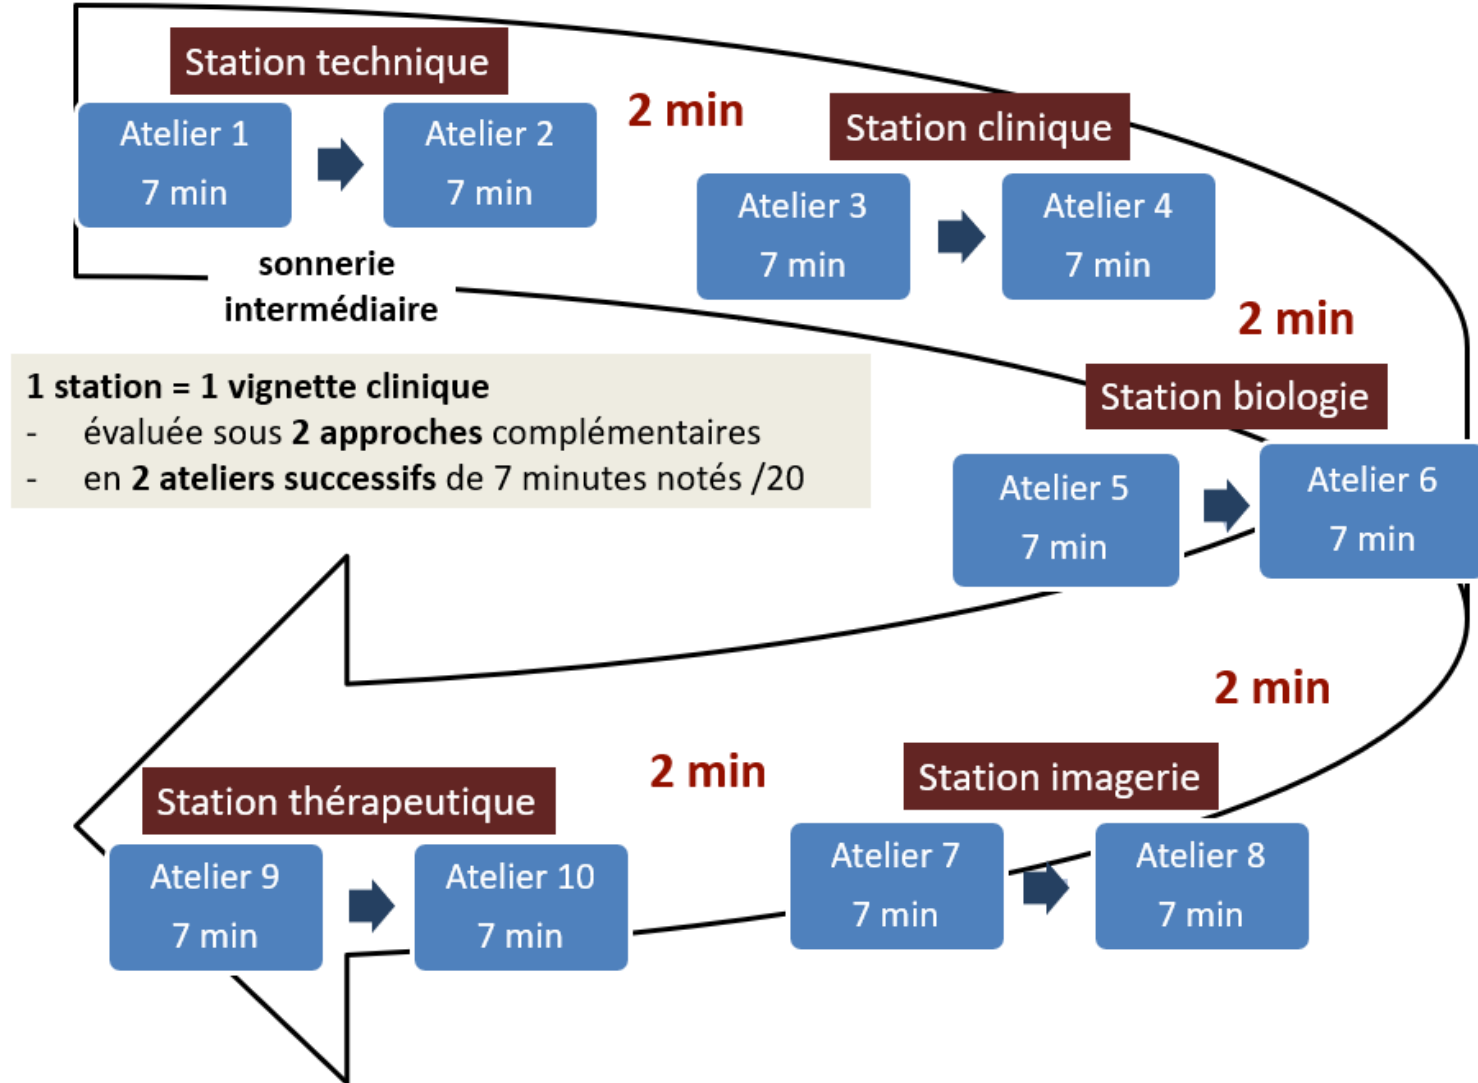 Station technique
Atelier 1
7 min
Atelier 2
7 min
sonnerie
intermédiaire
2 min
Station clinique
Atelier 3
7 min
Atelier 4
7 min
2 min
1 station = 1 vignette clinique
- évaluée sous 2 approches complémentaires
- en 2 ateliers successifs de 7 minutes notés /20
Station biologie
Atelier 5
7 min
Atelier 6
7 min
2 min
Station imagerie
Atelier 7
7 min
Atelier 8
7 min
2 min
Station thérapeutique
Atelier 9
7 min
Atelier 10
7 min